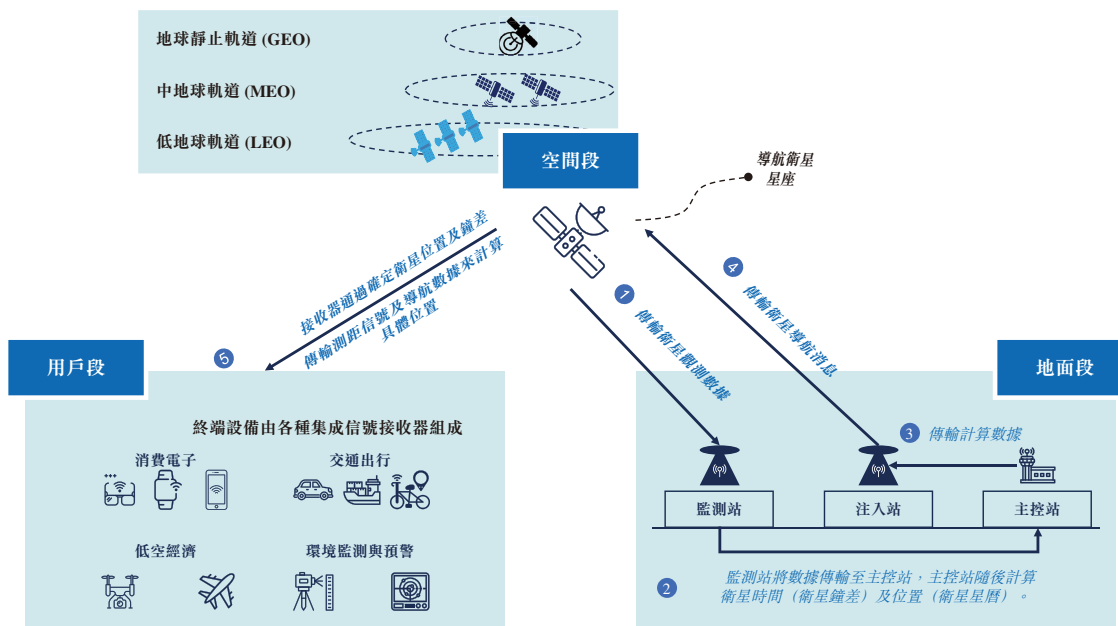 地球靜止軌道 (GEO)
中地球軌道 (MEO)
低地球軌道 (LEO)
空間段
導航衛星
星座
接收器通過確定衛星位置及鐘差
傳輸測距信號及導航數據來計算
具體位置
5
1
傳輸衛星觀測數據
4
傳輸衛星導航消息
用戶段
終端設備由各種集成信號接收器組成
消費電子
交通出行
低空經濟
環境監測與預警
地面段
3
傳輸計算數據
監測站
注入站
主控站
2
監測站將數據傳輸至主控站，主控站隨後計算
衛星時間（衛星鐘差）及位置（衛星星曆）。